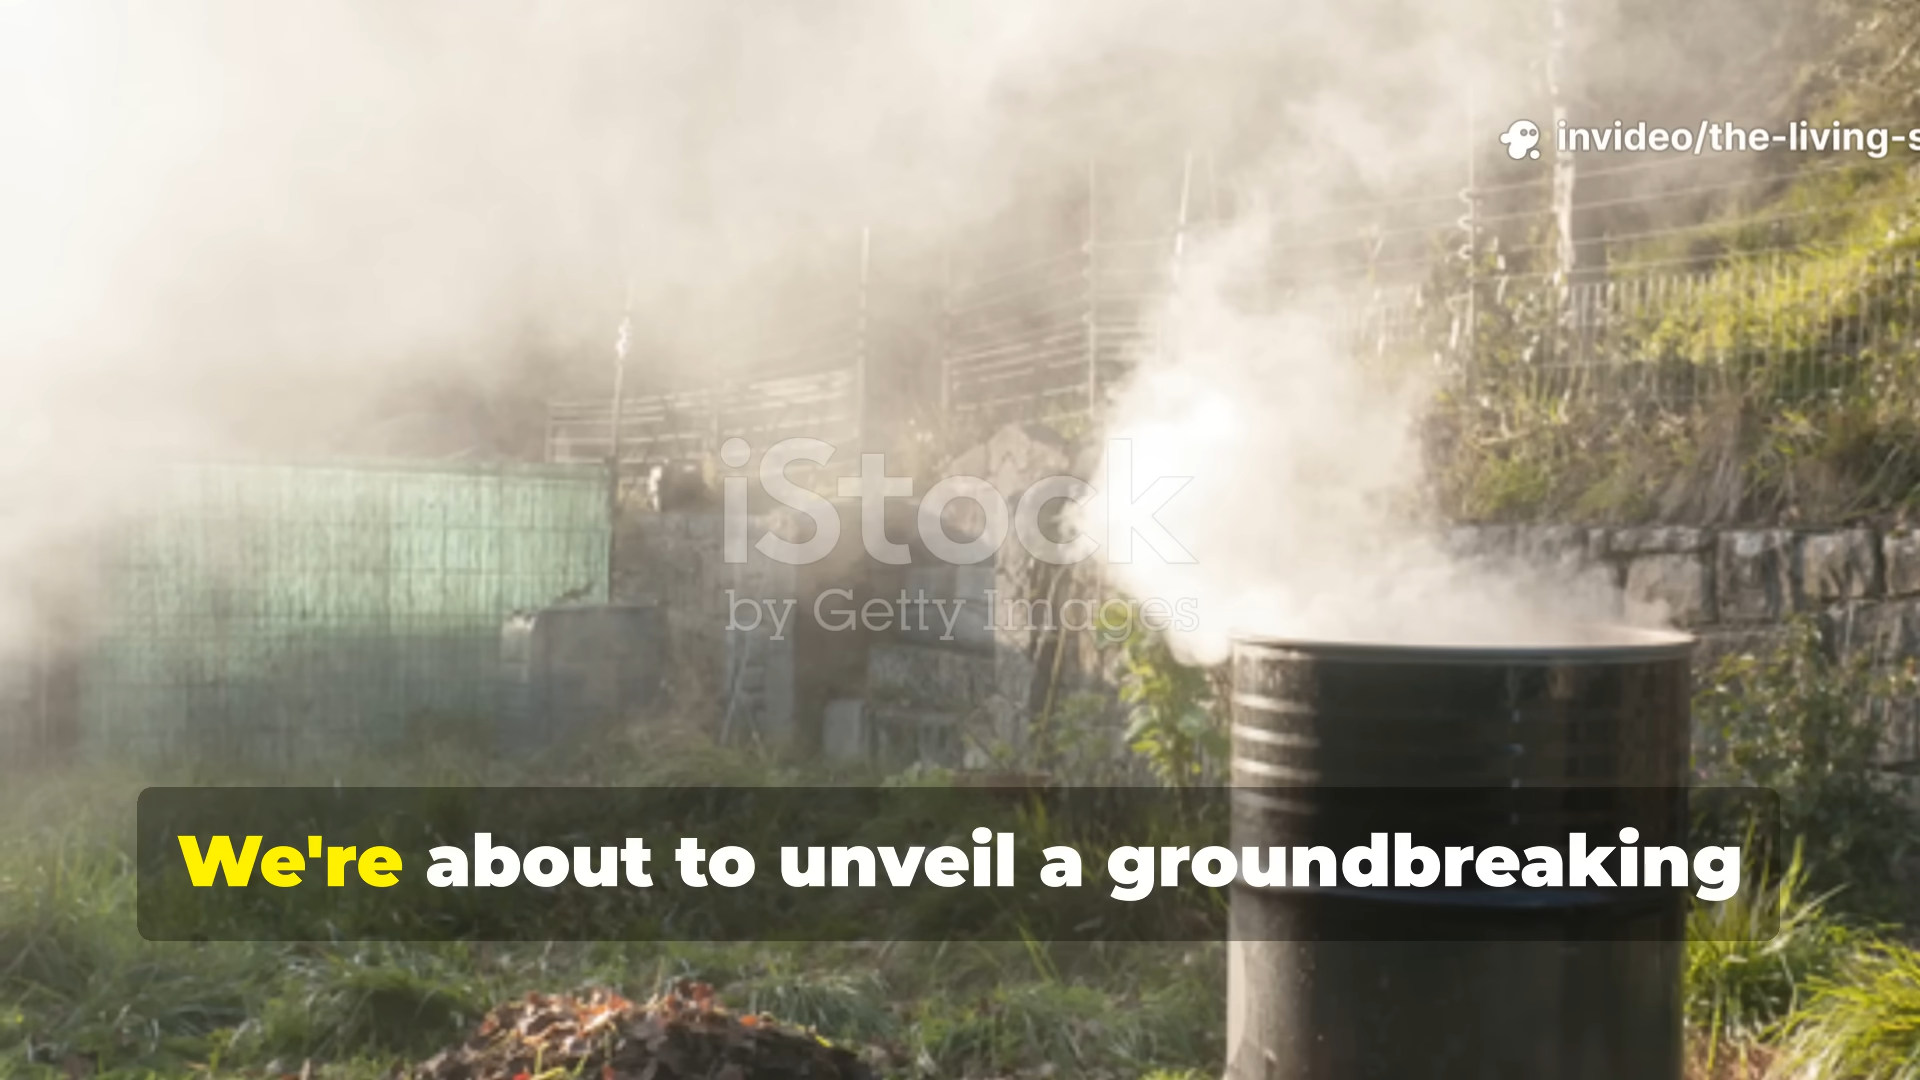 invideo/the-living-s
iStock
by Getty Images
We're about to unveil a groundbreaking